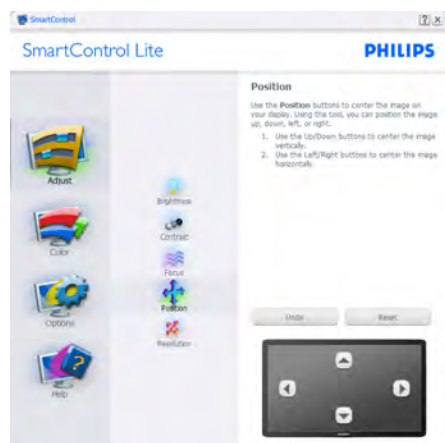 SmartControl
SmartControl Lite
PHILIPS
Adjust
Color
Options
Help
Brightness
Contrast
Focus
Position
Resolution
Position
Use the Position buttons to center the image on
your display. Using this tool, you can position the image
up, down, left, or right.
1. Use the Up/Down buttons to center the image
vertically.
2. Use the Left/Right buttons to center the image
horizontally.
Undo
Reset